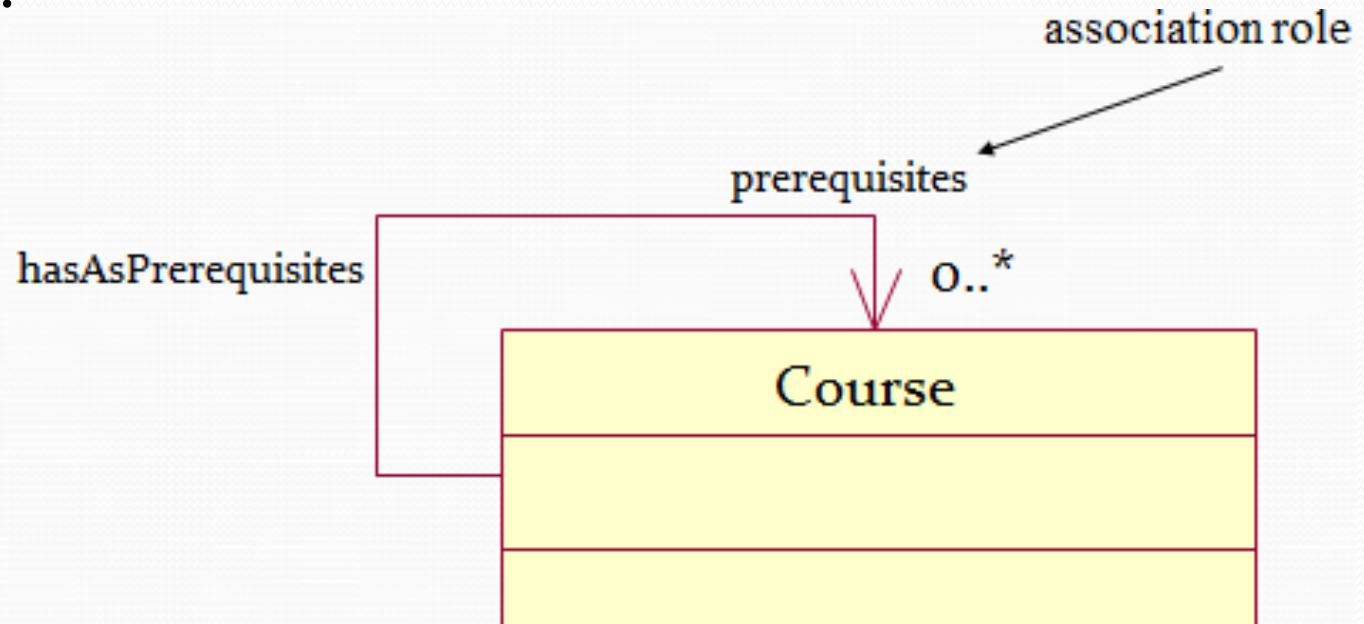 association role
prerequisites
hasAsPrerequisites
0..*
Course